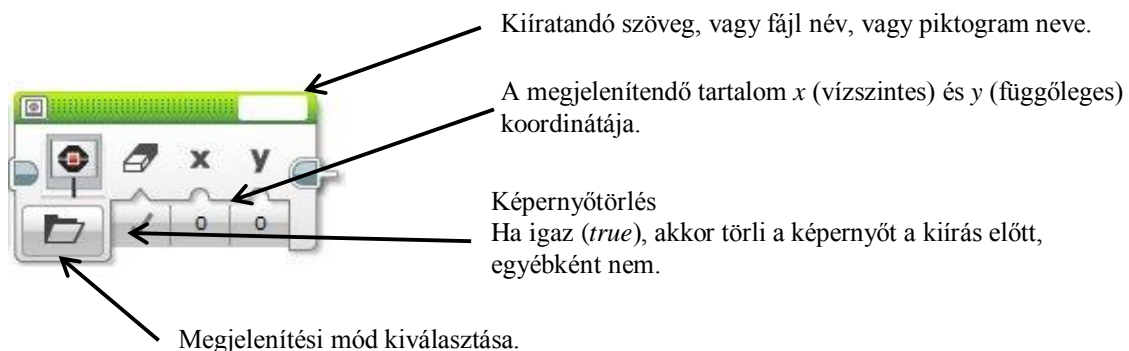 Kiíratandó szöveg, vagy fájl név, vagy piktogram neve.
A megjelenítendő tartalom x (vízszintes) és y (függőleges)
koordinátája.
x y
0 0
Képernyőtörlés
Ha igaz (true), akkor törli a képernyőt a kiírás előtt,
egyébként nem.
Megjelenítési mód kiválasztása.